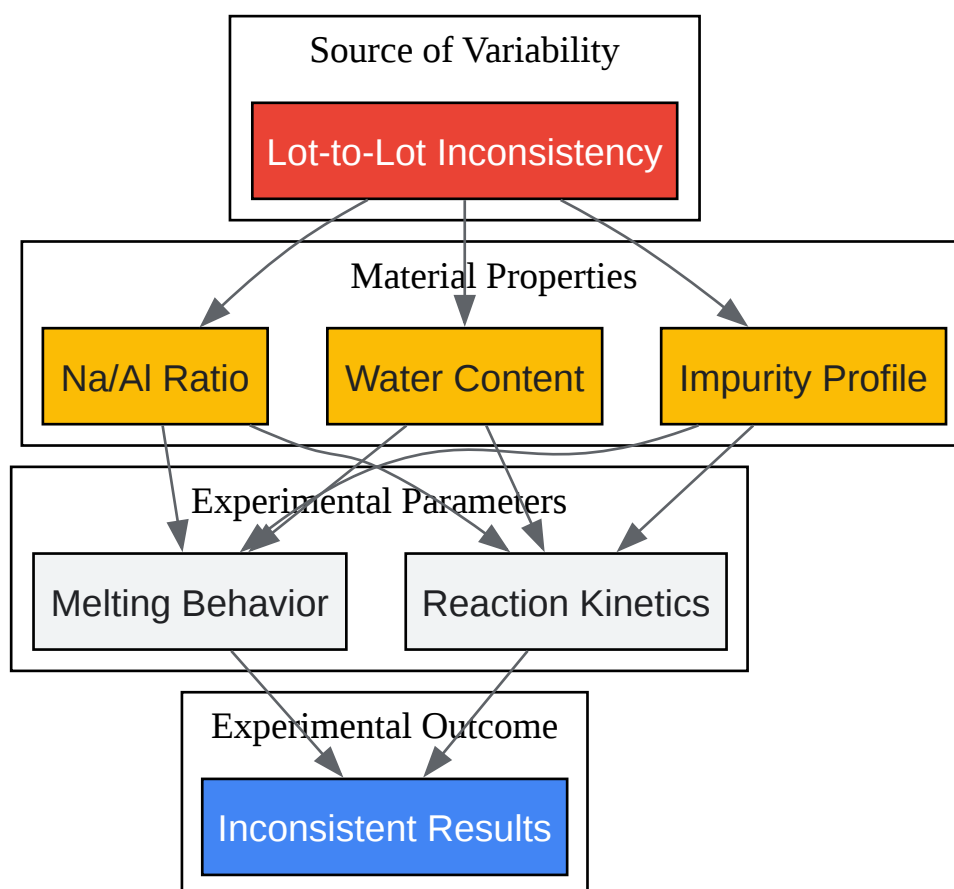 Source of Variability
Lot-to-Lot Inconsistency
Material Properties
Na/Al Ratio
Water Content
Impurity Profile
Experimental Parameters
Melting Behavior
Reaction Kinetics
Experimental Outcome
Inconsistent Results